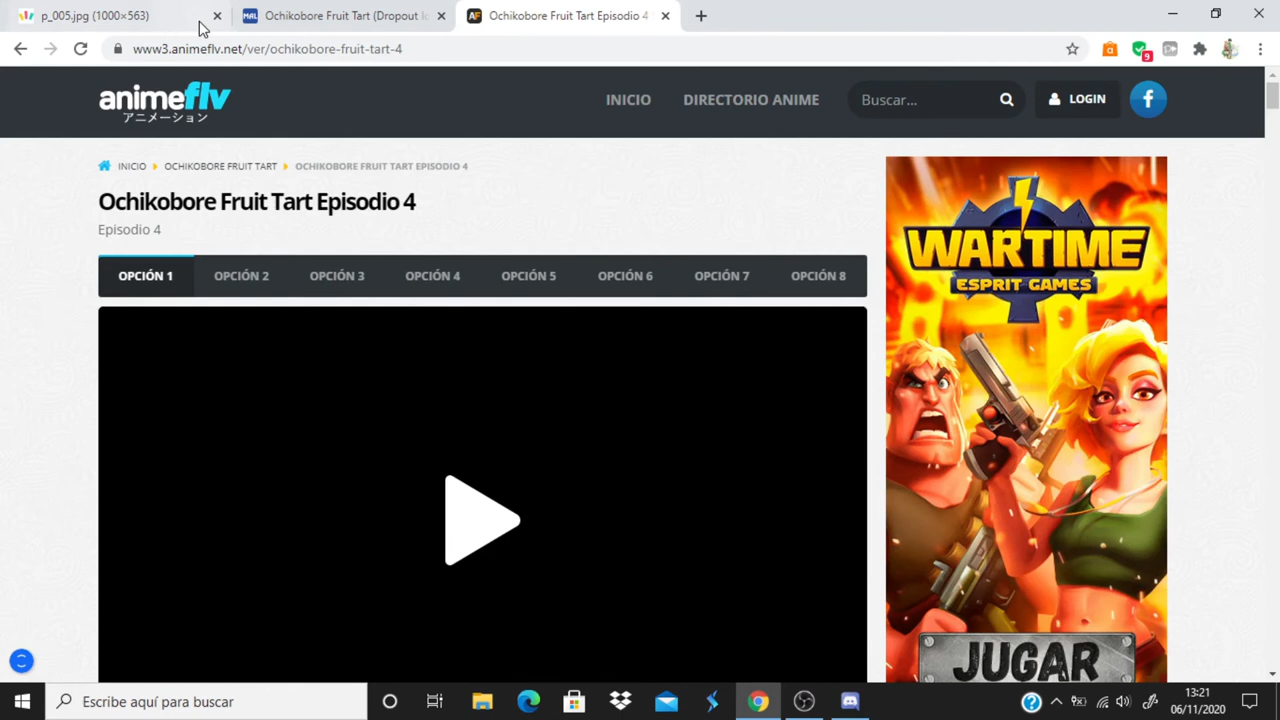 p_005.jpg (1000×563)
MAL Ochikobore Fruit Tart (Dropout Ic
AF Ochikobore Fruit Tart Episodio 4
www3.animeflv.net/ver/ochikobore-fruit-tart-4
9
animeflv
アニメーション
INICIO
DIRECTORIO ANIME
Buscar...
LOGIN
INICIO OCHIKOBORE FRUIT TART OCHIKOBORE FRUIT TART EPISODIO 4
Ochikobore Fruit Tart Episodio 4
Episodio 4
OPCIÓN 1 OPCIÓN 2 OPCIÓN 3 OPCIÓN 4 OPCIÓN 5 OPCIÓN 6 OPCIÓN 7 OPCIÓN 8
WARTIME
ESPRIT GAMES
JUGAR
Escribe aquí para buscar
13:21
06/11/2020